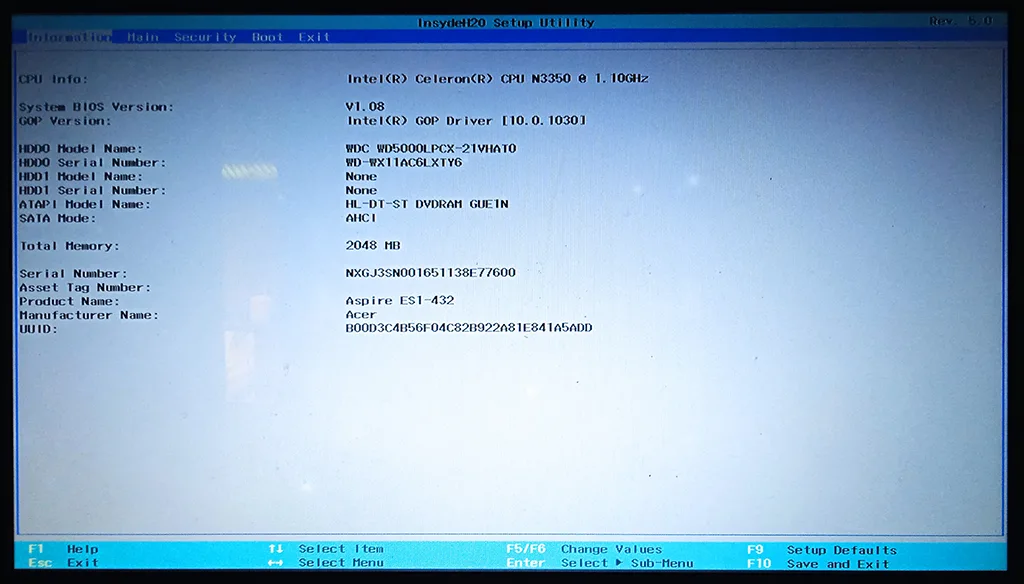 InsydeH20 Setup Utility Rev. 5.0
Information Main Security Boot Exit
CPU Info: Intel(R) Celeron(R) CPU N3350 @ 1.10GHz
System BIOS Version: V1.08
GOP Version: Intel(R) GOP Driver [10.0.1030]
HDD0 Model Name: WDC WD5000LPCX-21VHAT0
HDD0 Serial Number: WD-WX11AC6LXTY6
HDD1 Model Name: None
HDD1 Serial Number: None
ATAPI Model Name: HL-DT-ST DVDRAM GUE1N
SATA Mode: AHCI
Total Memory: 2048 MB
Serial Number: NXGJ3SN001651138E77600
Asset Tag Number:
Product Name: Aspire ES1-432
Manufacturer Name: Acer
UUID: B00D3C4B56F04C82B922A81E841A5ADD
F1 Help ↑↓ Select Item F5/F6 Change Values F9 Setup Defaults
Esc Exit ↔ Select Menu Enter Select ▶ Sub-Menu F10 Save and Exit